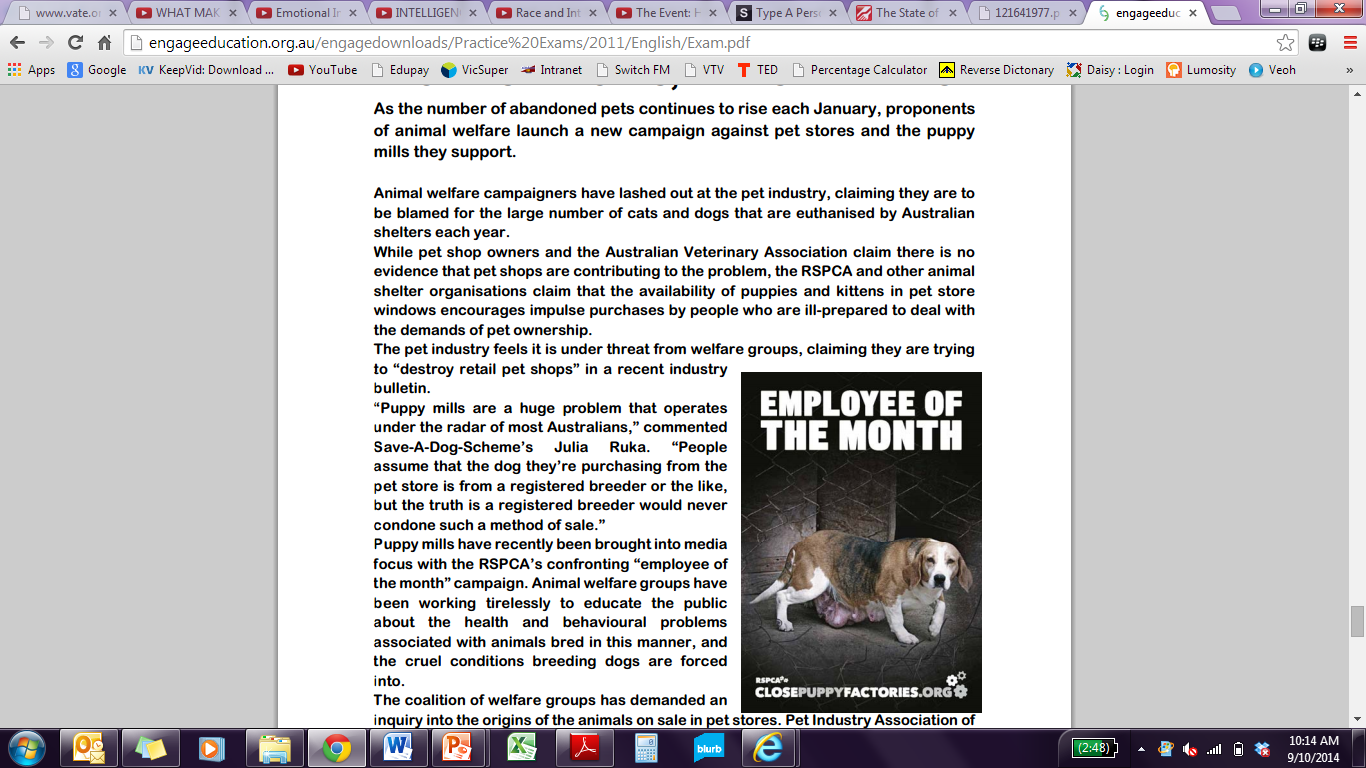 www.vate.o
WHAT MAK
Emotional In
INTELLIGEN
Race and Int
The Event: H
S Type A Pers
The State of
121641977.p
engageeduc
engageeducation.org.au/engagedownloads/Practice%20Exams/2011/English/Exam.pdf
Apps
Google
KV KeepVid: Download ...
YouTube
Edupay
VicSuper
Intranet
Switch FM
VTV
T TED
Percentage Calculator
Reverse Dictonary
Daisy : Login
Lumosity
Veoh
»
As the number of abandoned pets continues to rise each January, proponents
of animal welfare launch a new campaign against pet stores and the puppy
mills they support.
Animal welfare campaigners have lashed out at the pet industry, claiming they are to
be blamed for the large number of cats and dogs that are euthanised by Australian
shelters each year.
While pet shop owners and the Australian Veterinary Association claim there is no
evidence that pet shops are contributing to the problem, the RSPCA and other animal
shelter organisations claim that the availability of puppies and kittens in pet store
windows encourages impulse purchases by people who are ill-prepared to deal with
the demands of pet ownership.
The pet industry feels it is under threat from welfare groups, claiming they are trying
to “destroy retail pet shops” in a recent industry
bulletin.
“Puppy mills are a huge problem that operates
under the radar of most Australians,” commented
Save-A-Dog-Scheme’s Julia Ruka. “People
assume that the dog they’re purchasing from the
pet store is from a registered breeder or the like,
but the truth is a registered breeder would never
condone such a method of sale.”
Puppy mills have recently been brought into media
focus with the RSPCA’s confronting “employee of
the month” campaign. Animal welfare groups have
been working tirelessly to educate the public
about the health and behavioural problems
associated with animals bred in this manner, and
the cruel conditions breeding dogs are forced
into.
The coalition of welfare groups has demanded an
inquiry into the origins of the animals on sale in pet stores. Pet Industry Association of
EMPLOYEE OF
THE MONTH
RSPCA
CLOSEPUPPYFACTORIES.ORG
blurb
(2:48)
10:14 AM
9/10/2014